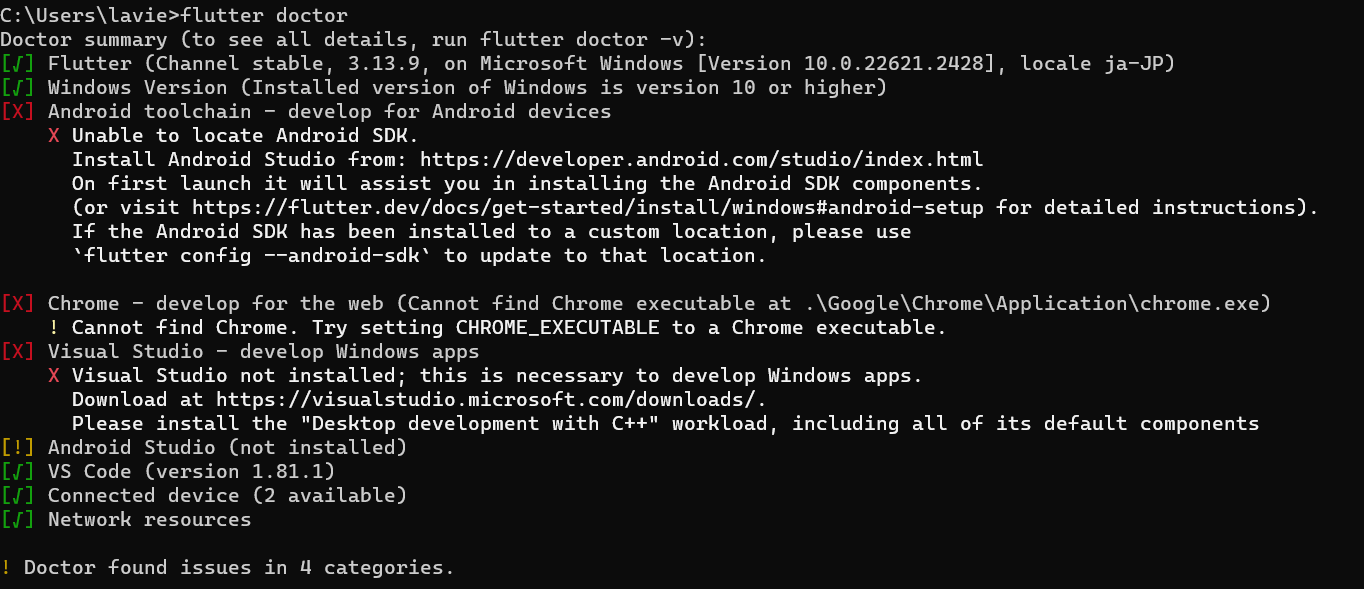 C:\Users\lavie>flutter doctor
Doctor summary (to see all details, run flutter doctor -v):
[√] Flutter (Channel stable, 3.13.9, on Microsoft Windows [Version 10.0.22621.2428], locale ja-JP)
[√] Windows Version (Installed version of Windows is version 10 or higher)
[X] Android toolchain - develop for Android devices
    X Unable to locate Android SDK.
      Install Android Studio from: https://developer.android.com/studio/index.html
      On first launch it will assist you in installing the Android SDK components.
      (or visit https://flutter.dev/docs/get-started/install/windows#android-setup for detailed instructions).
      If the Android SDK has been installed to a custom location, please use
      `flutter config --android-sdk` to update to that location.

[X] Chrome - develop for the web (Cannot find Chrome executable at .\Google\Chrome\Application\chrome.exe)
    ! Cannot find Chrome. Try setting CHROME_EXECUTABLE to a Chrome executable.
[X] Visual Studio - develop Windows apps
    X Visual Studio not installed; this is necessary to develop Windows apps.
      Download at https://visualstudio.microsoft.com/downloads/.
      Please install the "Desktop development with C++" workload, including all of its default components
[!] Android Studio (not installed)
[√] VS Code (version 1.81.1)
[√] Connected device (2 available)
[√] Network resources

! Doctor found issues in 4 categories.